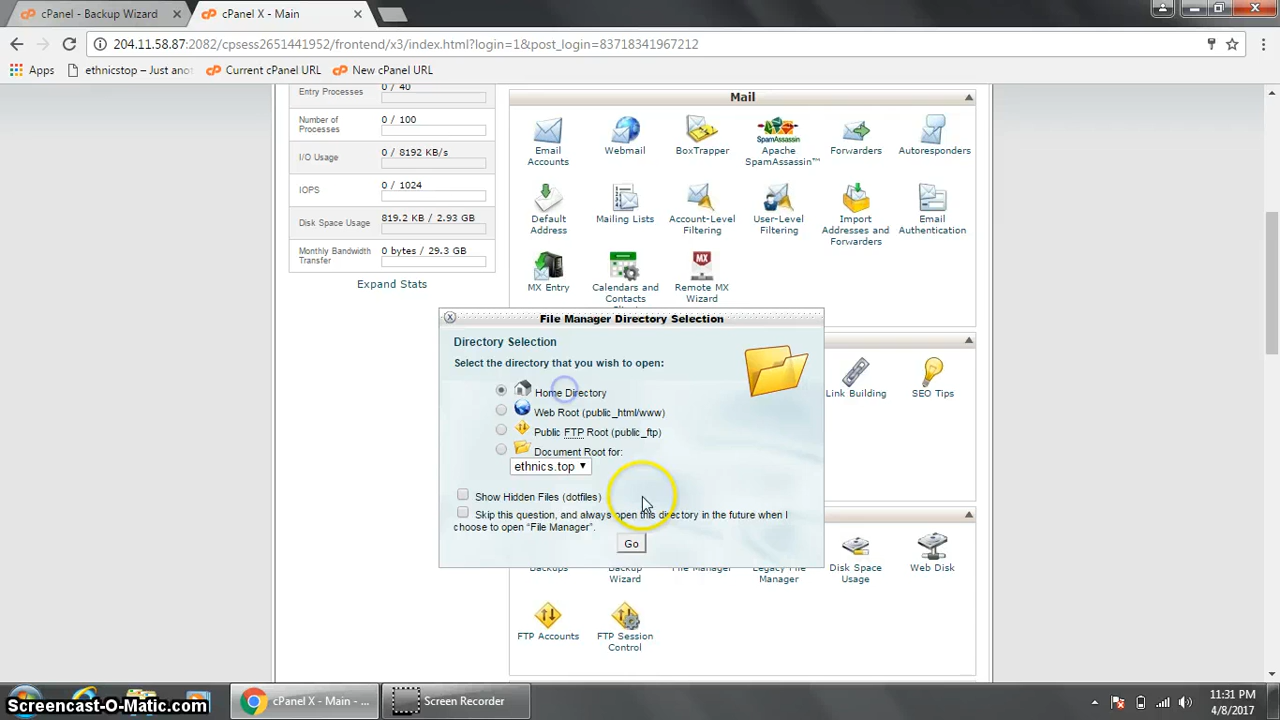 cPanel - Backup Wizard
cPanel X - Main
204.11.58.87:2082/cpsess2651441952/frontend/x3/index.html?login=1&post_login=83718341967212
Apps
ethnicstop – Just anot
Current cPanel URL
New cPanel URL
Entry Processes
0 / 40
Number of
Processes
0 / 100
I/O Usage
0 / 8192 KB/s
IOPS
0 / 1024
Disk Space Usage
819.2 KB / 2.93 GB
Monthly Bandwidth
Transfer
0 bytes / 29.3 GB
Expand Stats
Mail
Email
Accounts
Webmail
BoxTrapper
Apache
SpamAssassin™
Forwarders
Autoresponders
Default
Address
Mailing Lists
Account-Level
Filtering
User-Level
Filtering
Import
Addresses and
Forwarders
Email
Authentication
MX Entry
Calendars and
Contacts
Remote MX
Wizard
MX
File Manager Directory Selection
Directory Selection
Select the directory that you wish to open:
Home Directory
Web Root (public_html/www)
Public FTP Root (public_ftp)
Document Root for:
ethnics.top
Show Hidden Files (dotfiles)
Skip this question, and always open this directory in the future when I
choose to open “File Manager”.
Go
Link Building
SEO Tips
Backups
Backup
Wizard
File Manager
Legacy File
Manager
Disk Space
Usage
Web Disk
FTP Accounts
FTP Session
Control
cPanel X - Main - ...
Screen Recorder
11:31 PM
4/8/2017
Screencast-O-Matic.com